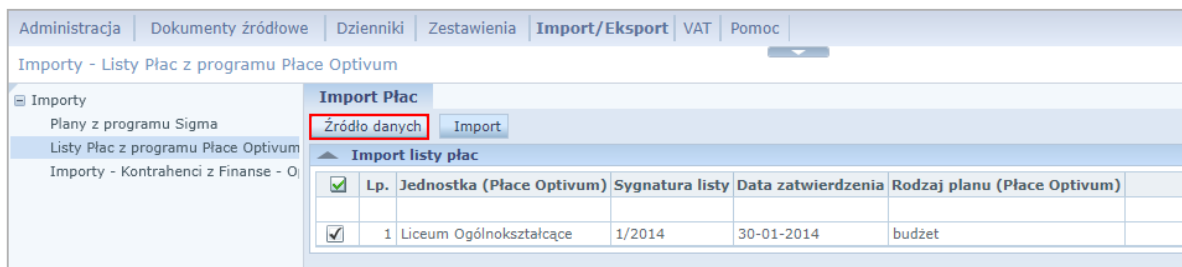 Administracja Dokumenty źródłowe Dzienniki Zestawienia Import/Eksport VAT Pomoc
Importy - Listy Płac z programu Płace Optivum
Importy
Plany z programu Sigma
Listy Płac z programu Płace Optivum
Importy - Kontrahenci z Finanse - O
Import Płac
Źródło danych Import
Import listy płac
Lp. Jednostka (Płace Optivum) Sygnatura listy Data zatwierdzenia Rodzaj planu (Płace Optivum)
1 Liceum Ogólnokształcące 1/2014 30-01-2014 budżet